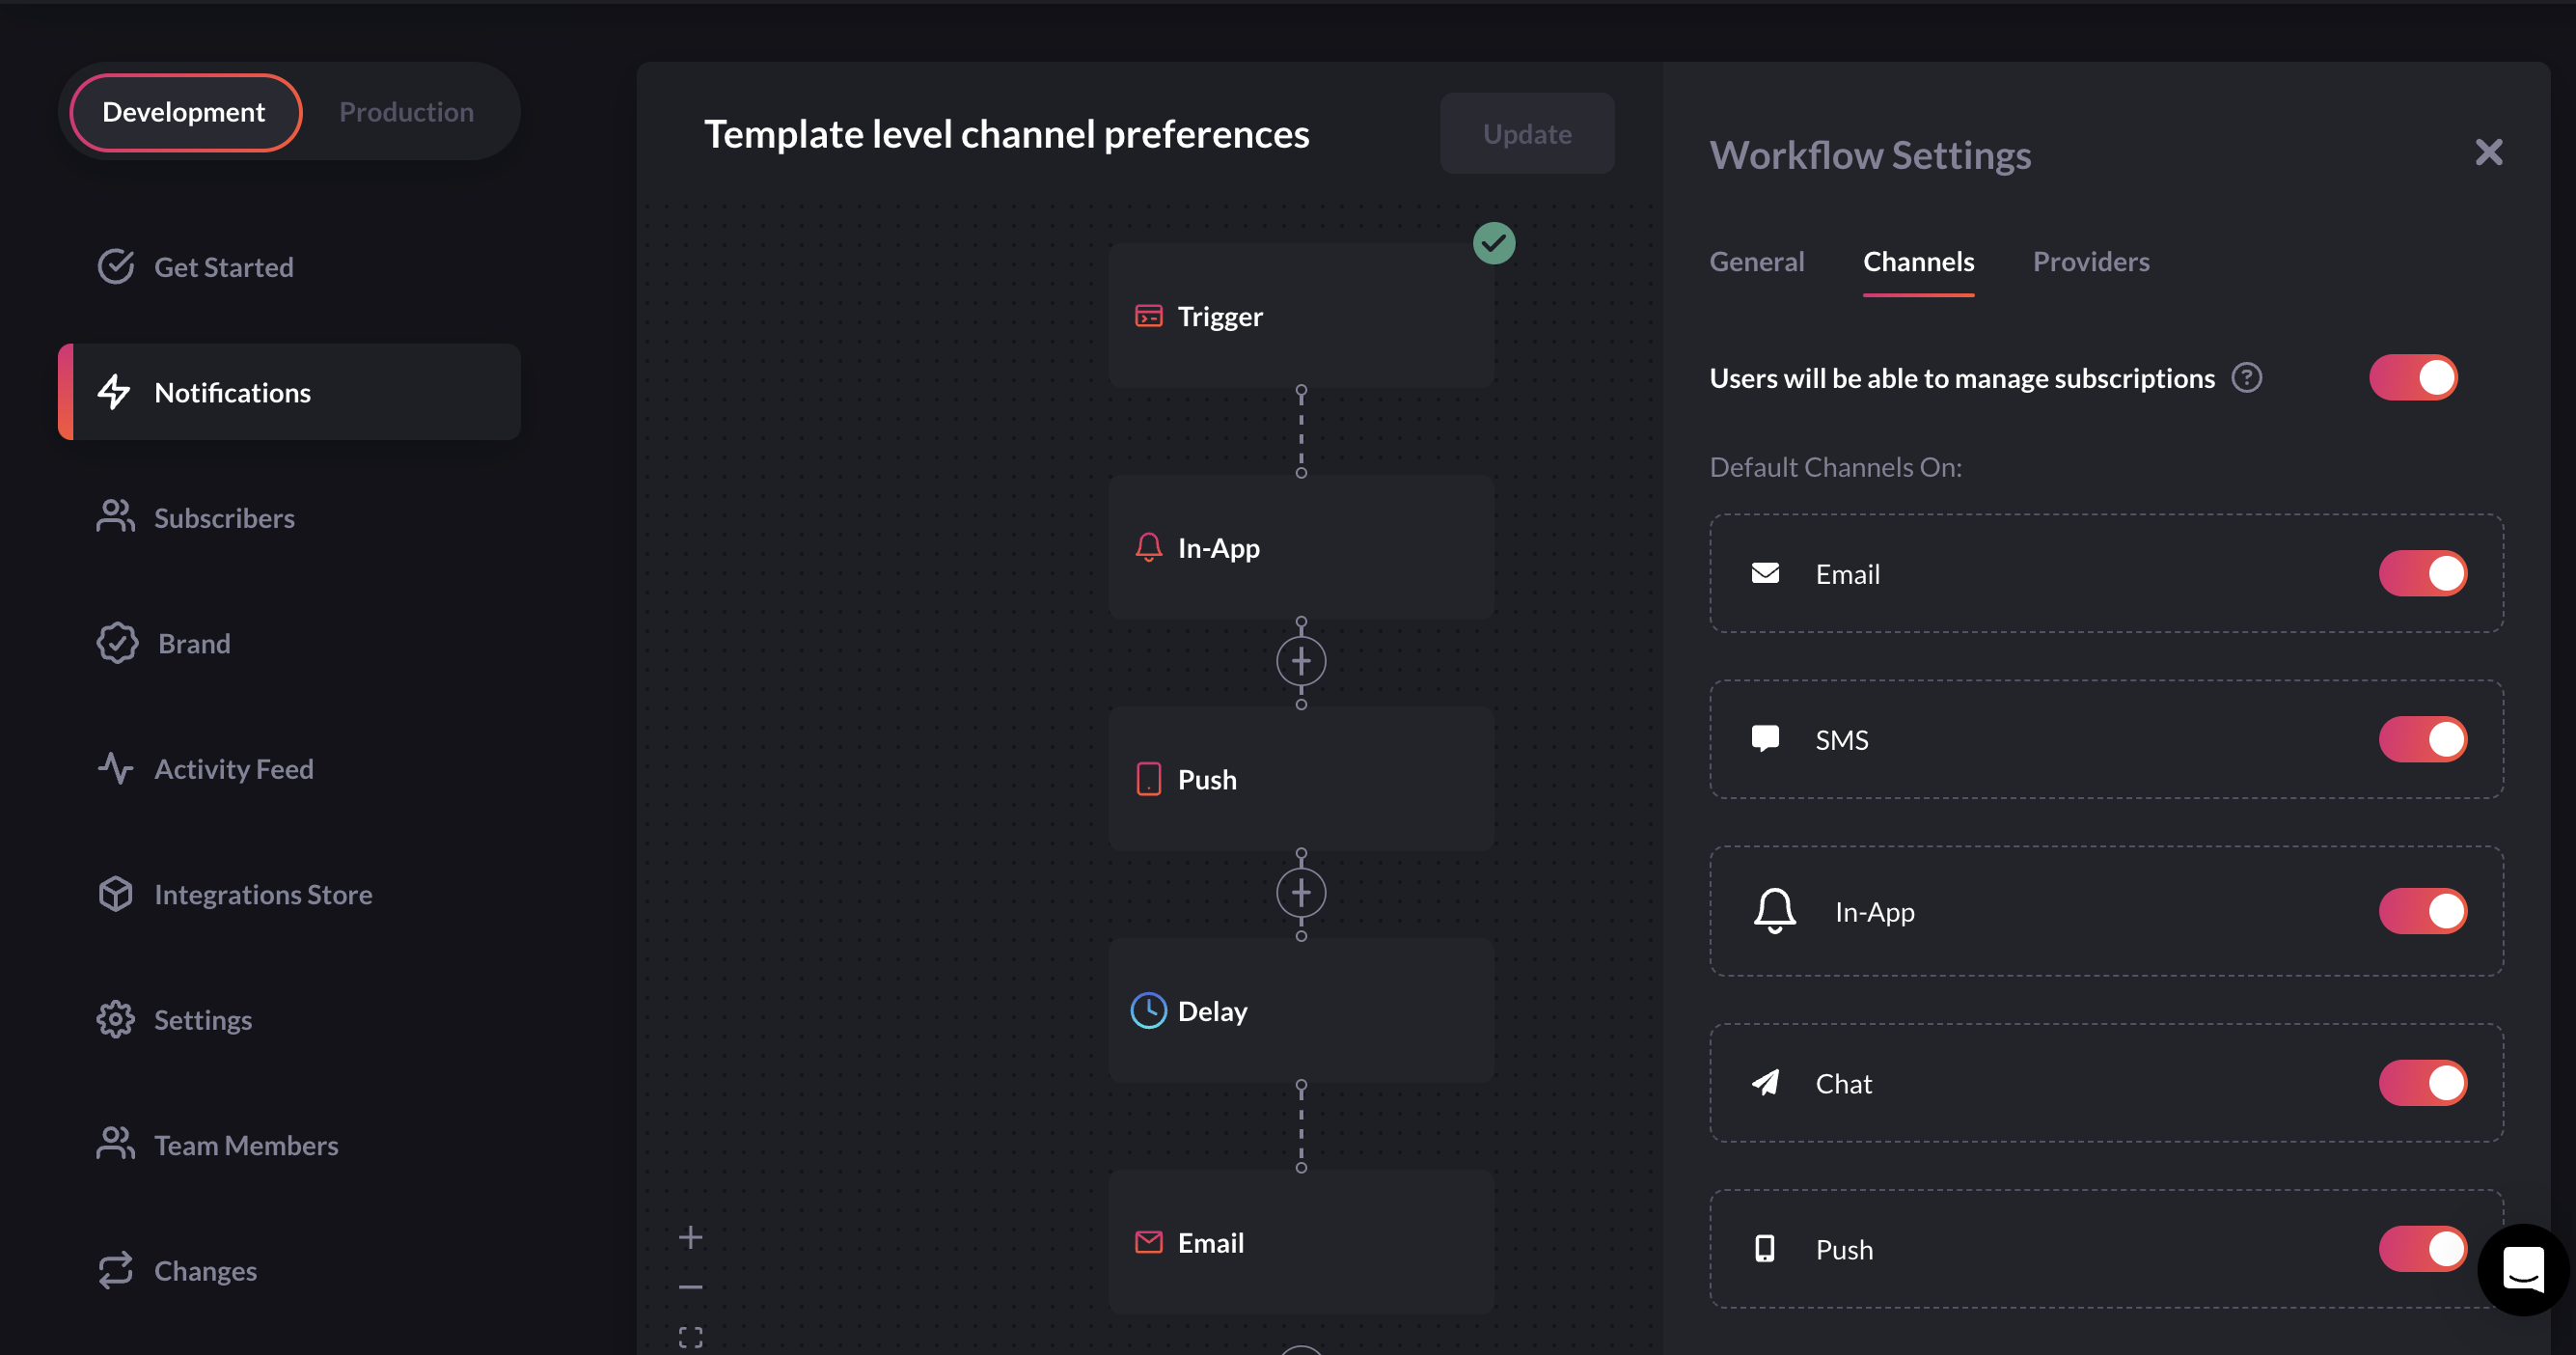 Development
Production
Get Started
Notifications
Subscribers
Brand
Activity Feed
Integrations Store
Settings
Team Members
Changes
Template level channel preferences
Update
Trigger
In-App
Push
Delay
Email
Workflow Settings
General
Channels
Providers
Users will be able to manage subscriptions
Default Channels On:
Email
SMS
In-App
Chat
Push